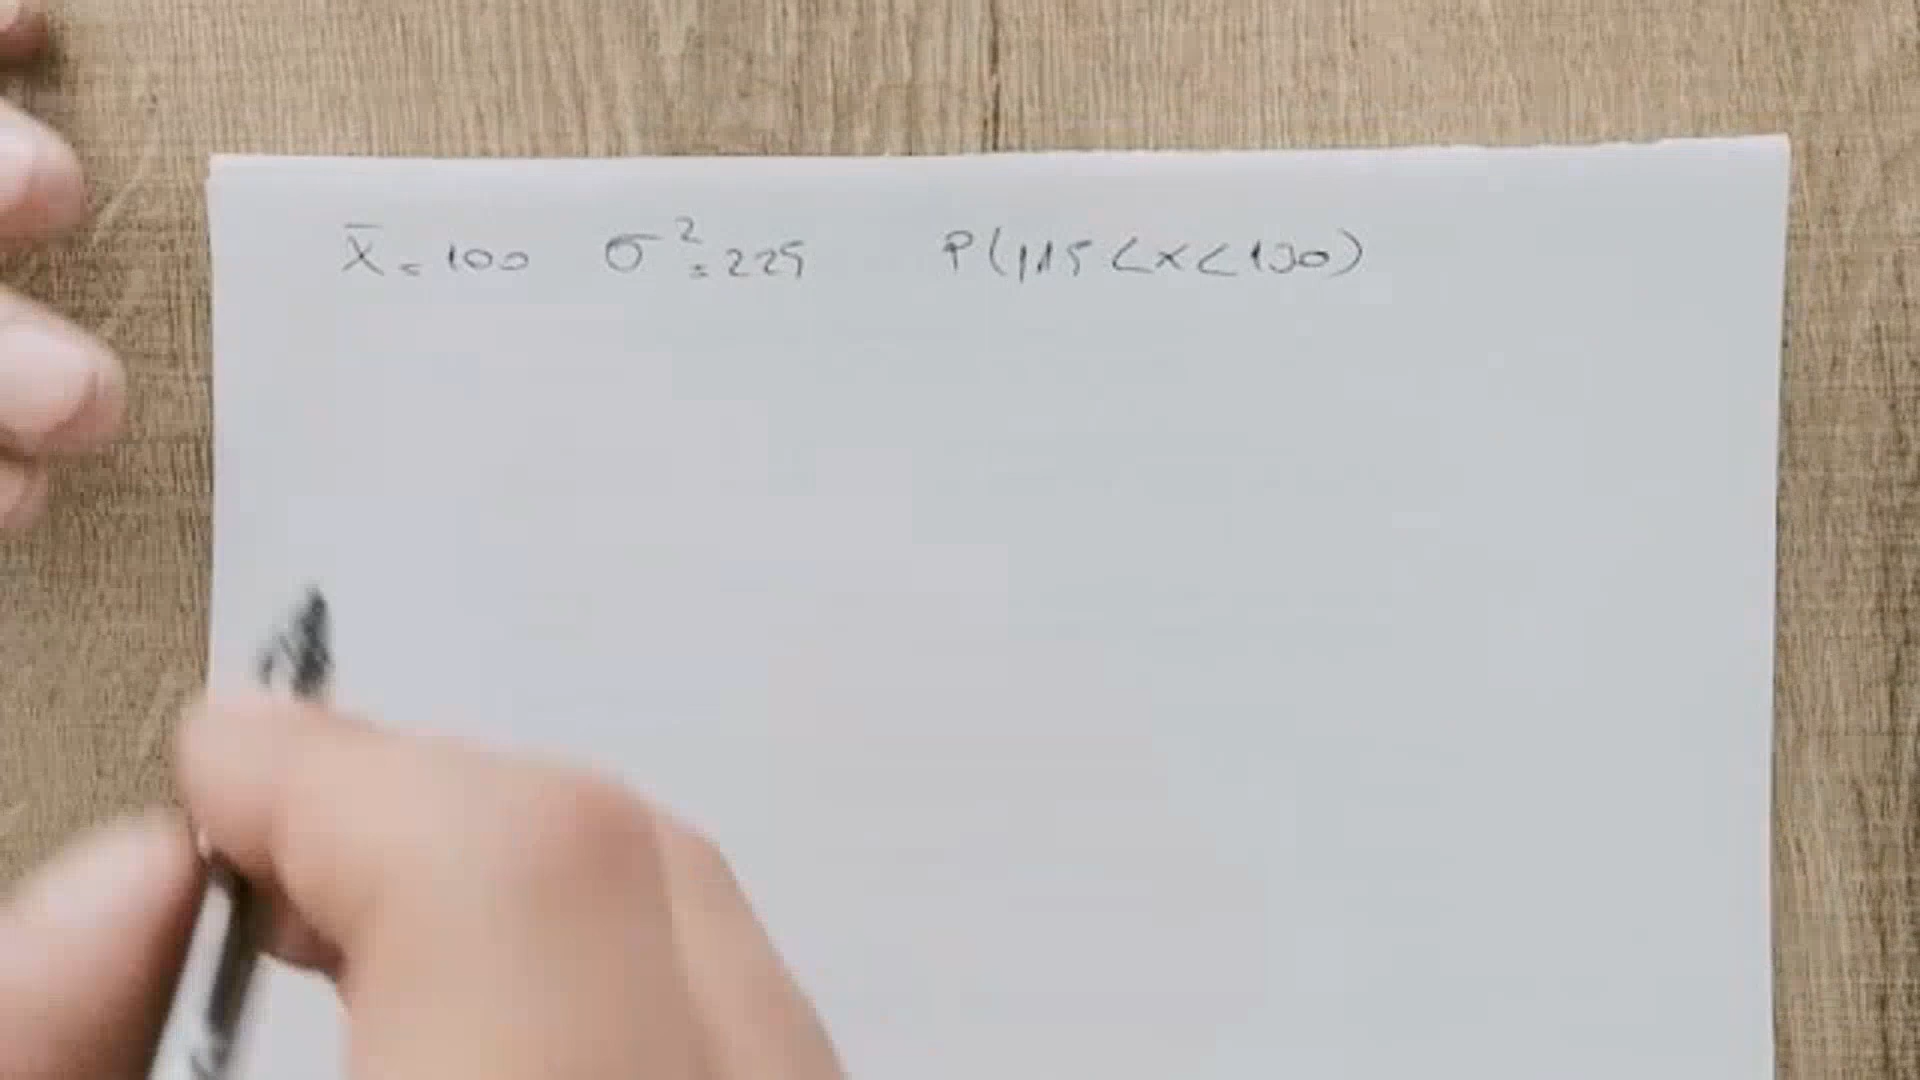 x̄ = 100 σ² = 225 P(115 < x < 130)